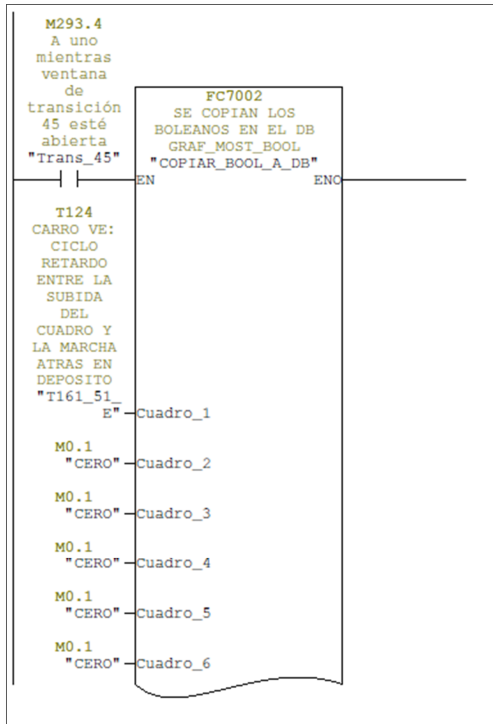 M293.4
A uno
mientras
ventana
de
transición
45 esté
abierta
"Trans_45"
FC7002
SE COPIAN LOS
BOLEANOS EN EL DB
GRAF_MOST_BOOL
"COPIAR_BOOL_A_DB"
EN
ENO
T124
CARRO VE:
CICLO
RETARDO
ENTRE LA
SUBIDA
DEL
CUADRO Y
LA MARCHA
ATRAS EN
DEPOSITO
"T161_51_
E"
Cuadro_1
M0.1
"CERO"
Cuadro_2
M0.1
"CERO"
Cuadro_3
M0.1
"CERO"
Cuadro_4
M0.1
"CERO"
Cuadro_5
M0.1
"CERO"
Cuadro_6